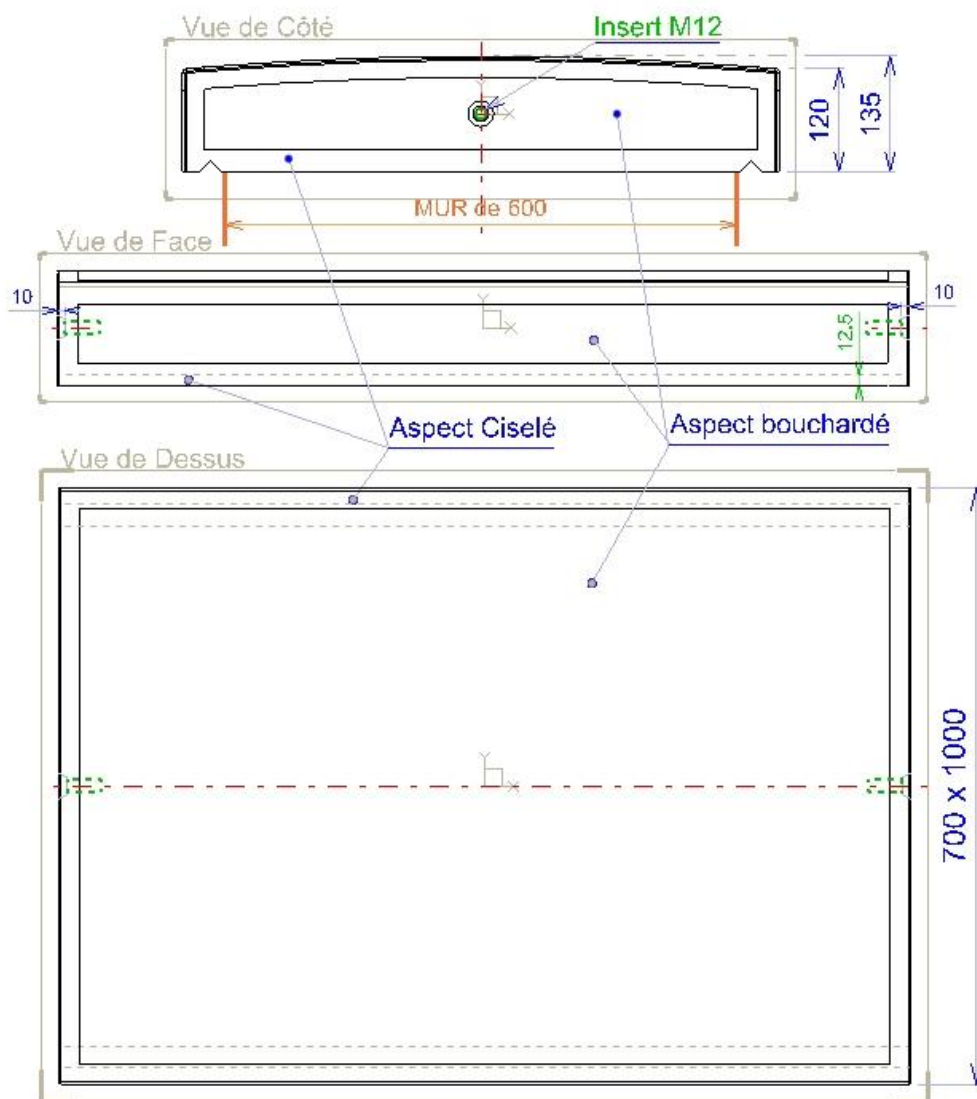 Vue de Côté
Insert M12
120
135
MUR de 600
Vue de Face
10
10
12.5
Y
X
Aspect Ciselé
Aspect bouchardé
Vue de Dessus
Y
X
700 x 1000